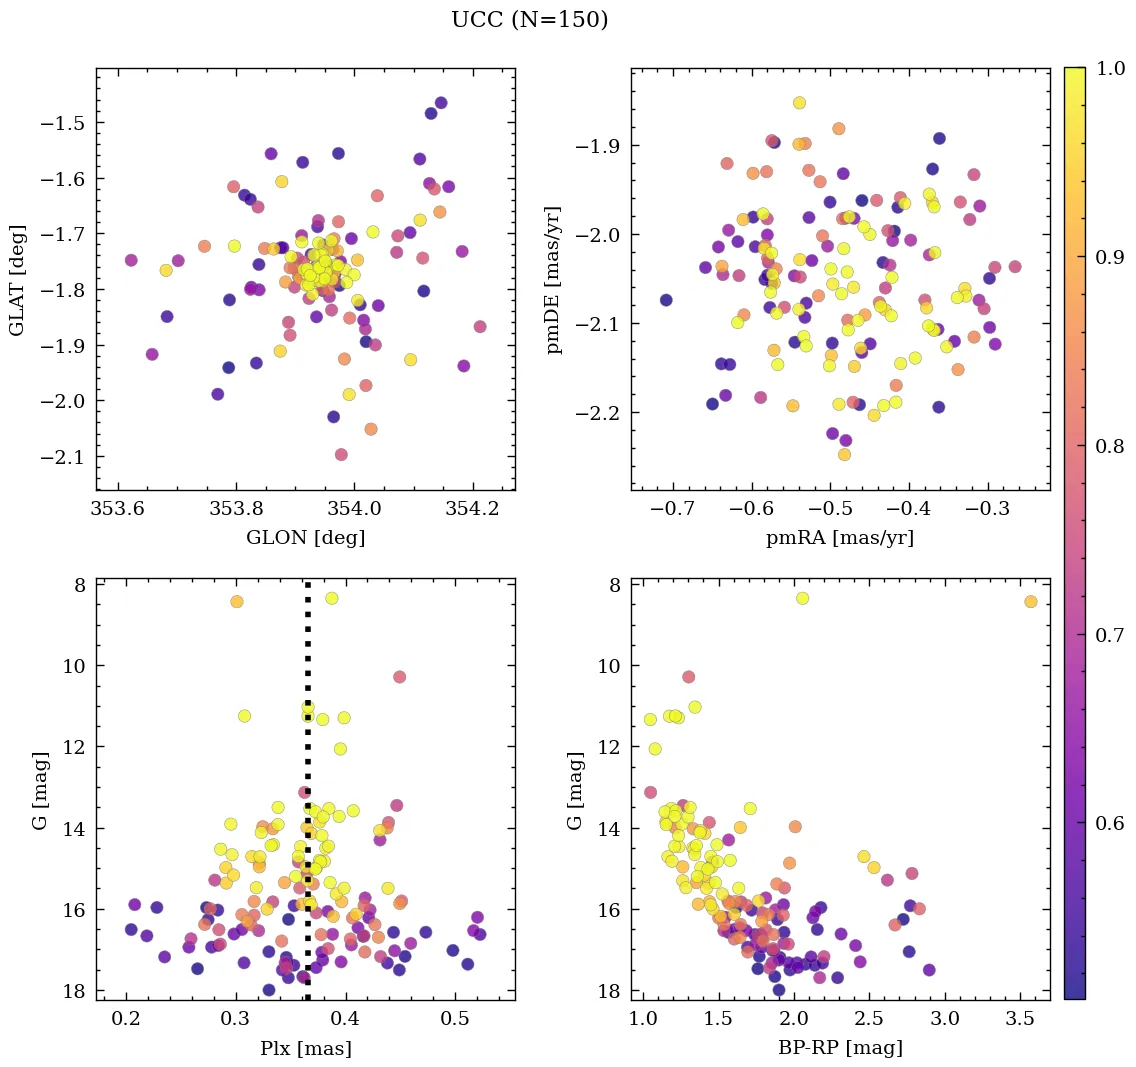 UCC (N=150)
−1.5
−1.6
−1.7
−1.8
−1.9
−2.0
−2.1
GLAT [deg]
353.6 353.8 354.0 354.2
GLON [deg]
−1.9
−2.0
−2.1
−2.2
pmDE [mas/yr]
−0.7 −0.6 −0.5 −0.4 −0.3
pmRA [mas/yr]
1.0
0.9
0.8
0.7
0.6
8
10
12
14
16
18
G [mag]
0.2 0.3 0.4 0.5
Plx [mas]
8
10
12
14
16
18
G [mag]
1.0 1.5 2.0 2.5 3.0 3.5
BP-RP [mag]